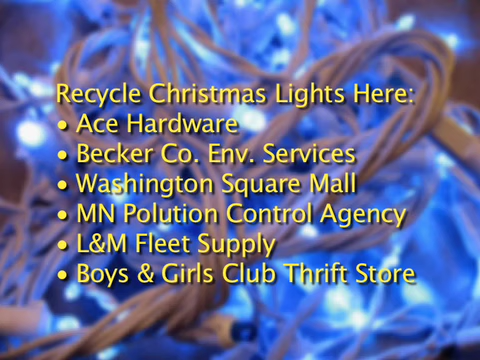 Recycle Christmas Lights Here:
• Ace Hardware
• Becker Co. Env. Services
• Washington Square Mall
• MN Polution Control Agency
• L&M Fleet Supply
• Boys & Girls Club Thrift Store